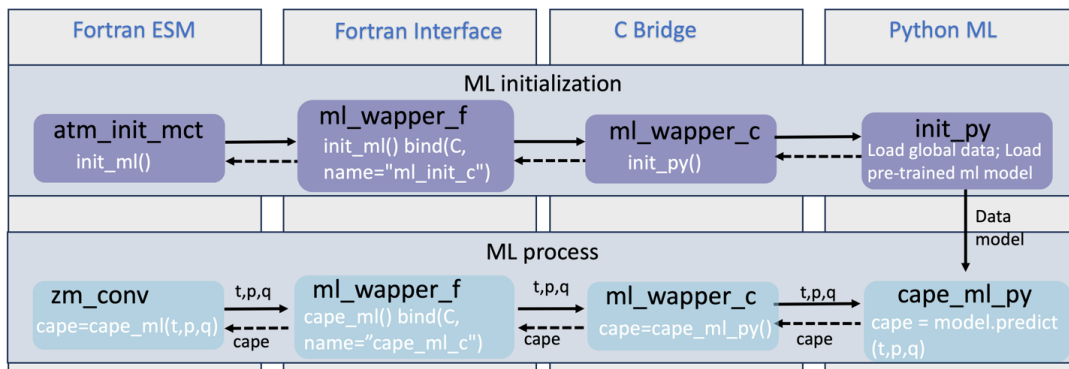 Fortran ESM
Fortran Interface
C Bridge
Python ML
ML initialization
atm_init_mct
init_ml()
ml_wapper_f
init_ml() bind(C,
name="ml_init_c")
ml_wapper_c
init_py()
init_py
Load global data; Load
pre-trained ml model
Data
model
ML process
zm_conv
cape=cape_ml(t,p,q)
t,p,q
cape
ml_wapper_f
cape_ml() bind(C,
name=”cape_ml_c")
t,p,q
cape
ml_wapper_c
cape=cape_ml_py()
t,p,q
cape
cape_ml_py
cape = model.predict
(t,p,q)